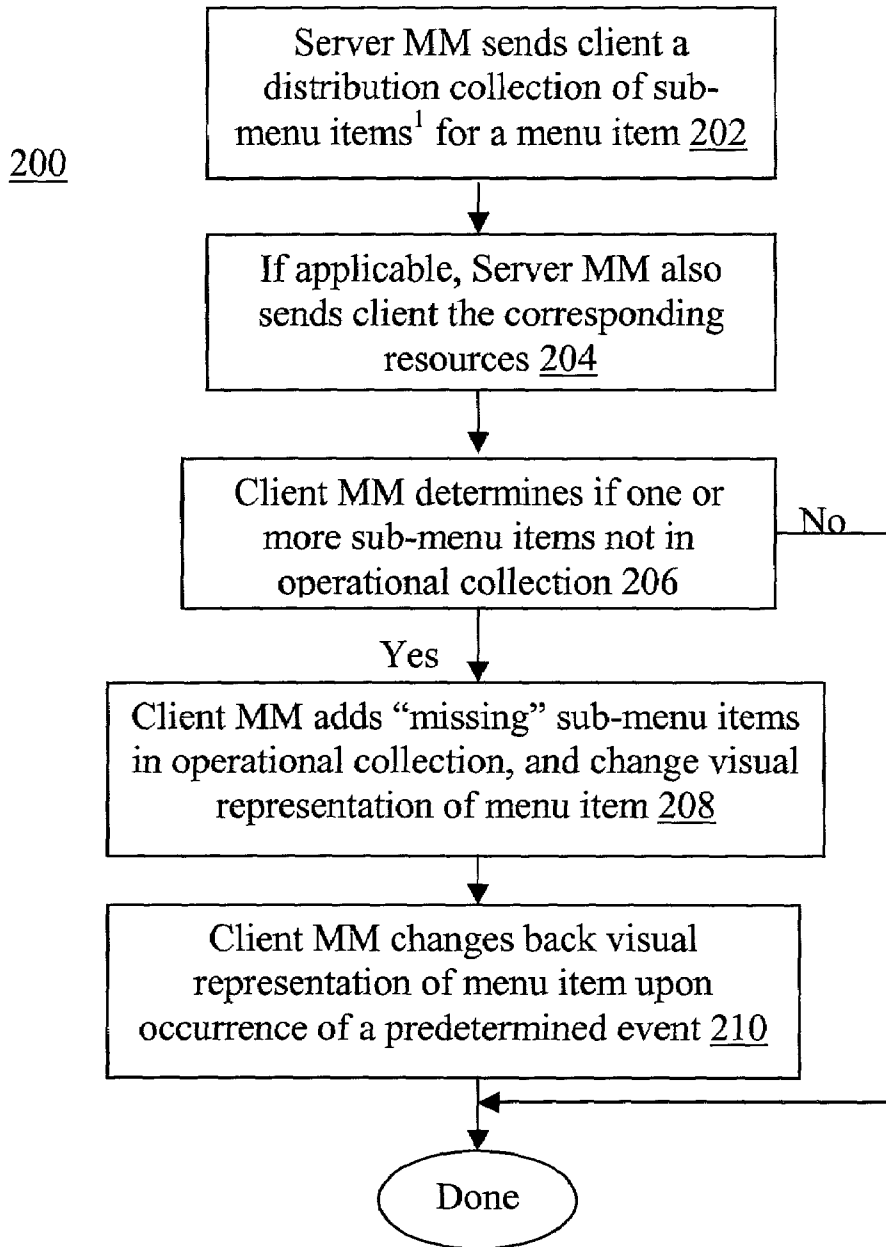 Server MM sends client a
distribution collection of sub-
menu items¹ for a menu item 202
200
If applicable, Server MM also
sends client the corresponding
resources 204
Client MM determines if one or
more sub-menu items not in
operational collection 206
No
Yes
Client MM adds “missing” sub-menu items
in operational collection, and change visual
representation of menu item 208
Client MM changes back visual
representation of menu item upon
occurrence of a predetermined event 210
Done